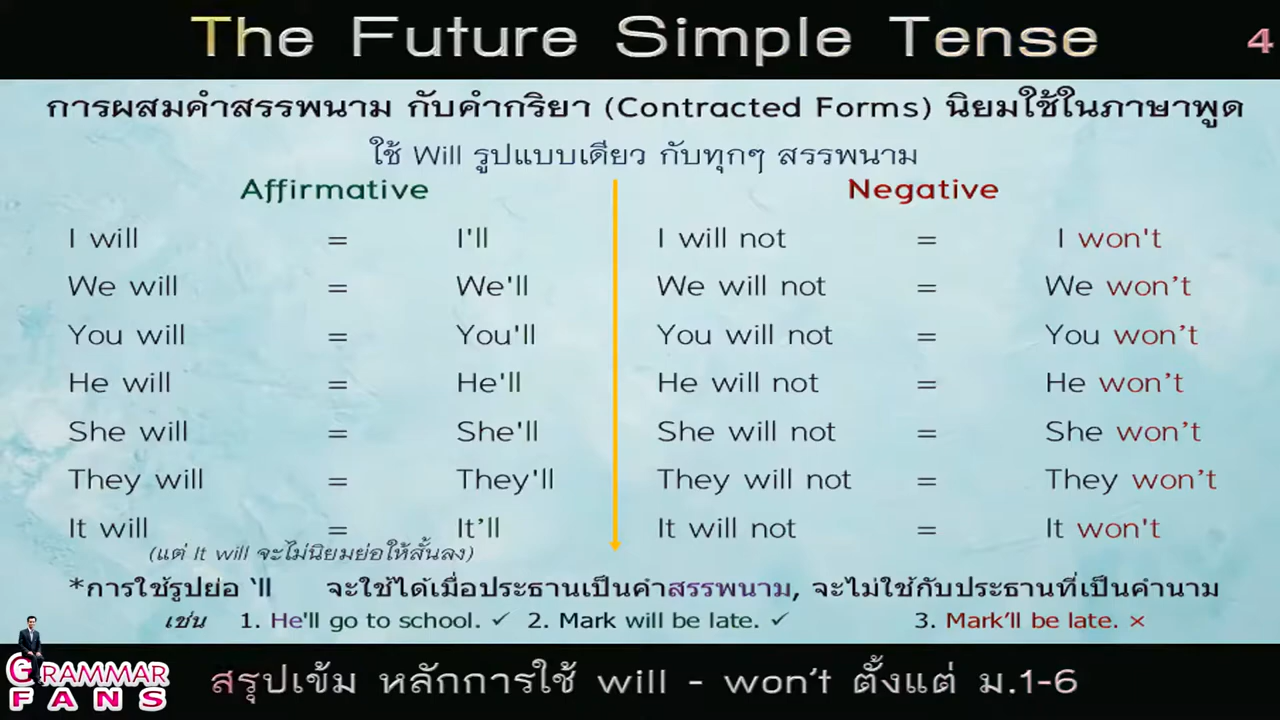 The Future Simple Tense
4
การผสมคำสรรพนาม กับคำกริยา (Contracted Forms) นิยมใช้ในภาษาพูด
ใช้ Will รูปแบบเดียว กับทุกๆ สรรพนาม
Affirmative Negative
I will = I'll I will not = I won't
We will = We'll We will not = We won’t
You will = You'll You will not = You won’t
He will = He'll He will not = He won’t
She will = She'll She will not = She won’t
They will = They'll They will not = They won’t
It will = It’ll It will not = It won't
(แต่ It will จะไม่นิยมย่อให้สั้นลง)
*การใช้รูปย่อ ‘ll จะใช้ได้เมื่อประธานเป็นคำสรรพนาม, จะไม่ใช้กับประธานที่เป็นคำนาม
เช่น 1. He'll go to school. ✓ 2. Mark will be late. ✓ 3. Mark’ll be late. ×
GRAMMAR
FANS
สรุปเข้ม หลักการใช้ will - won’t ตั้งแต่ ม.1-6